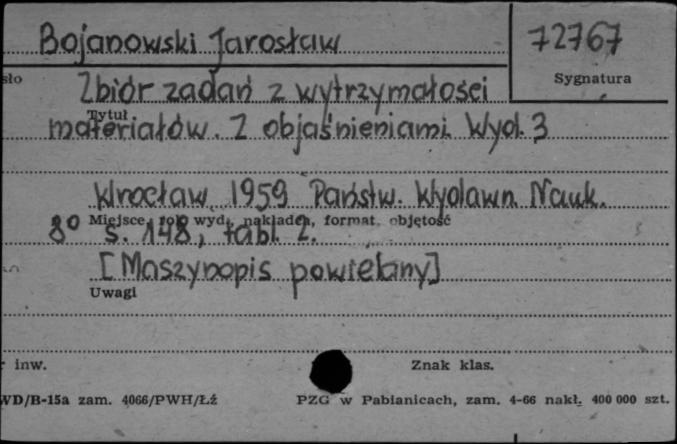 Bojanowski Jarosław
72767
sło
Sygnatura
Zbiór zadań z wytrzymałości
Tytuł
materiałów. Z objaśnieniami. Wyd. 3
Wrocław 1959 Państw. Wydawn. Nauk.
Miejsce, rok wyd., nakładca, format, objętość
8° s. 148, tabl. 2.
[Maszynopis powielany]
Uwagi
inw.
Znak klas.
WD/B-15a zam. 4066/PWH/Łź
PZG w Pabianicach, zam. 4-66 nakł. 400 000 szt.